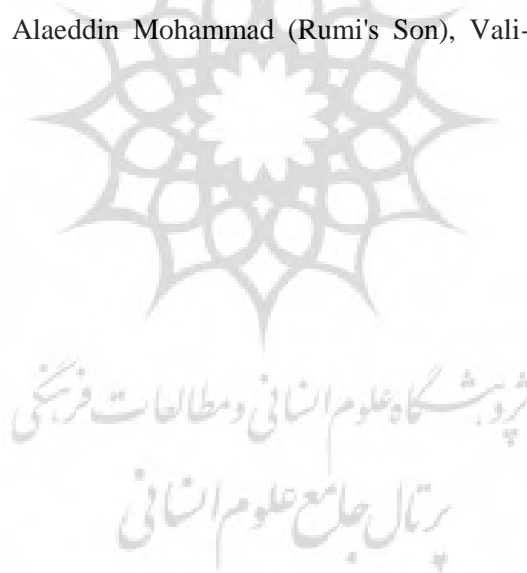 Alaeddin Mohammad (Rumi's Son), Vali-
پژوهشگاه علوم انسانی و مطالعات فرهنگی
پرتال جامع علوم انسانی